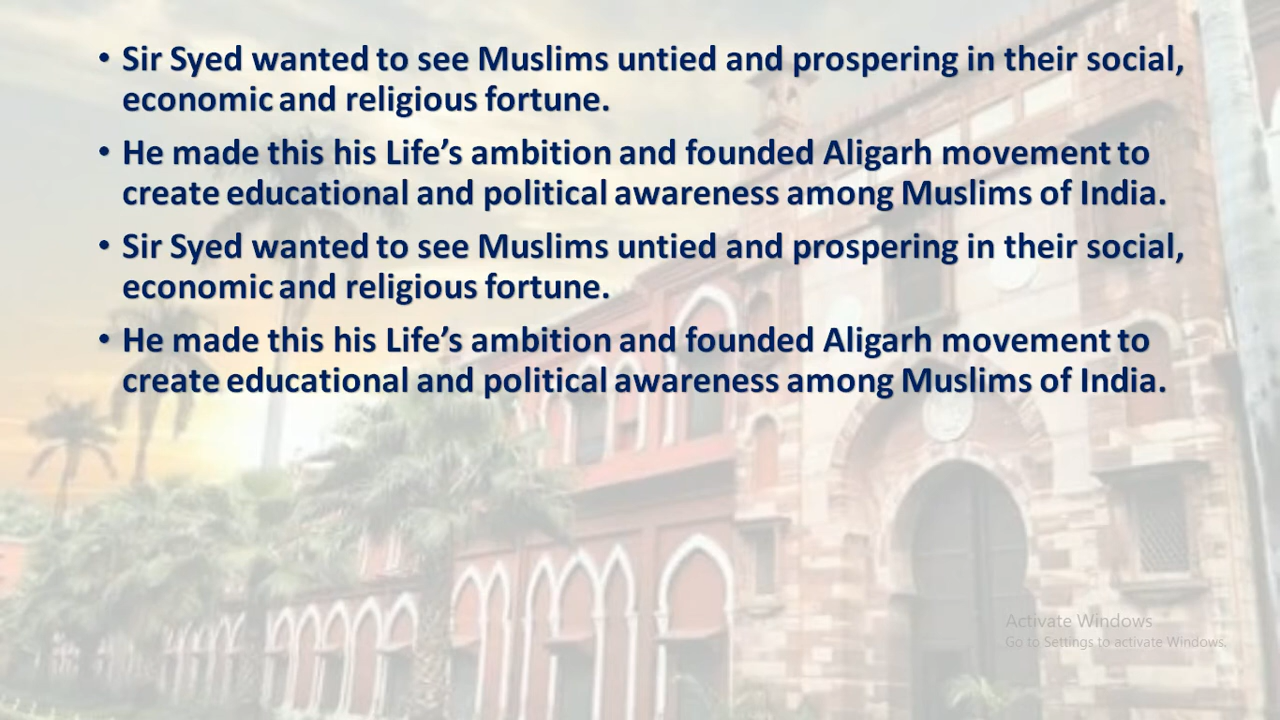 • Sir Syed wanted to see Muslims untied and prospering in their social,
economic and religious fortune.
• He made this his Life's ambition and founded Aligarh movement to
create educational and political awareness among Muslims of India.
• Sir Syed wanted to see Muslims untied and prospering in their social,
economic and religious fortune.
• He made this his Life's ambition and founded Aligarh movement to
create educational and political awareness among Muslims of India.
Activate Windows
Go to Settings to activate Windows.